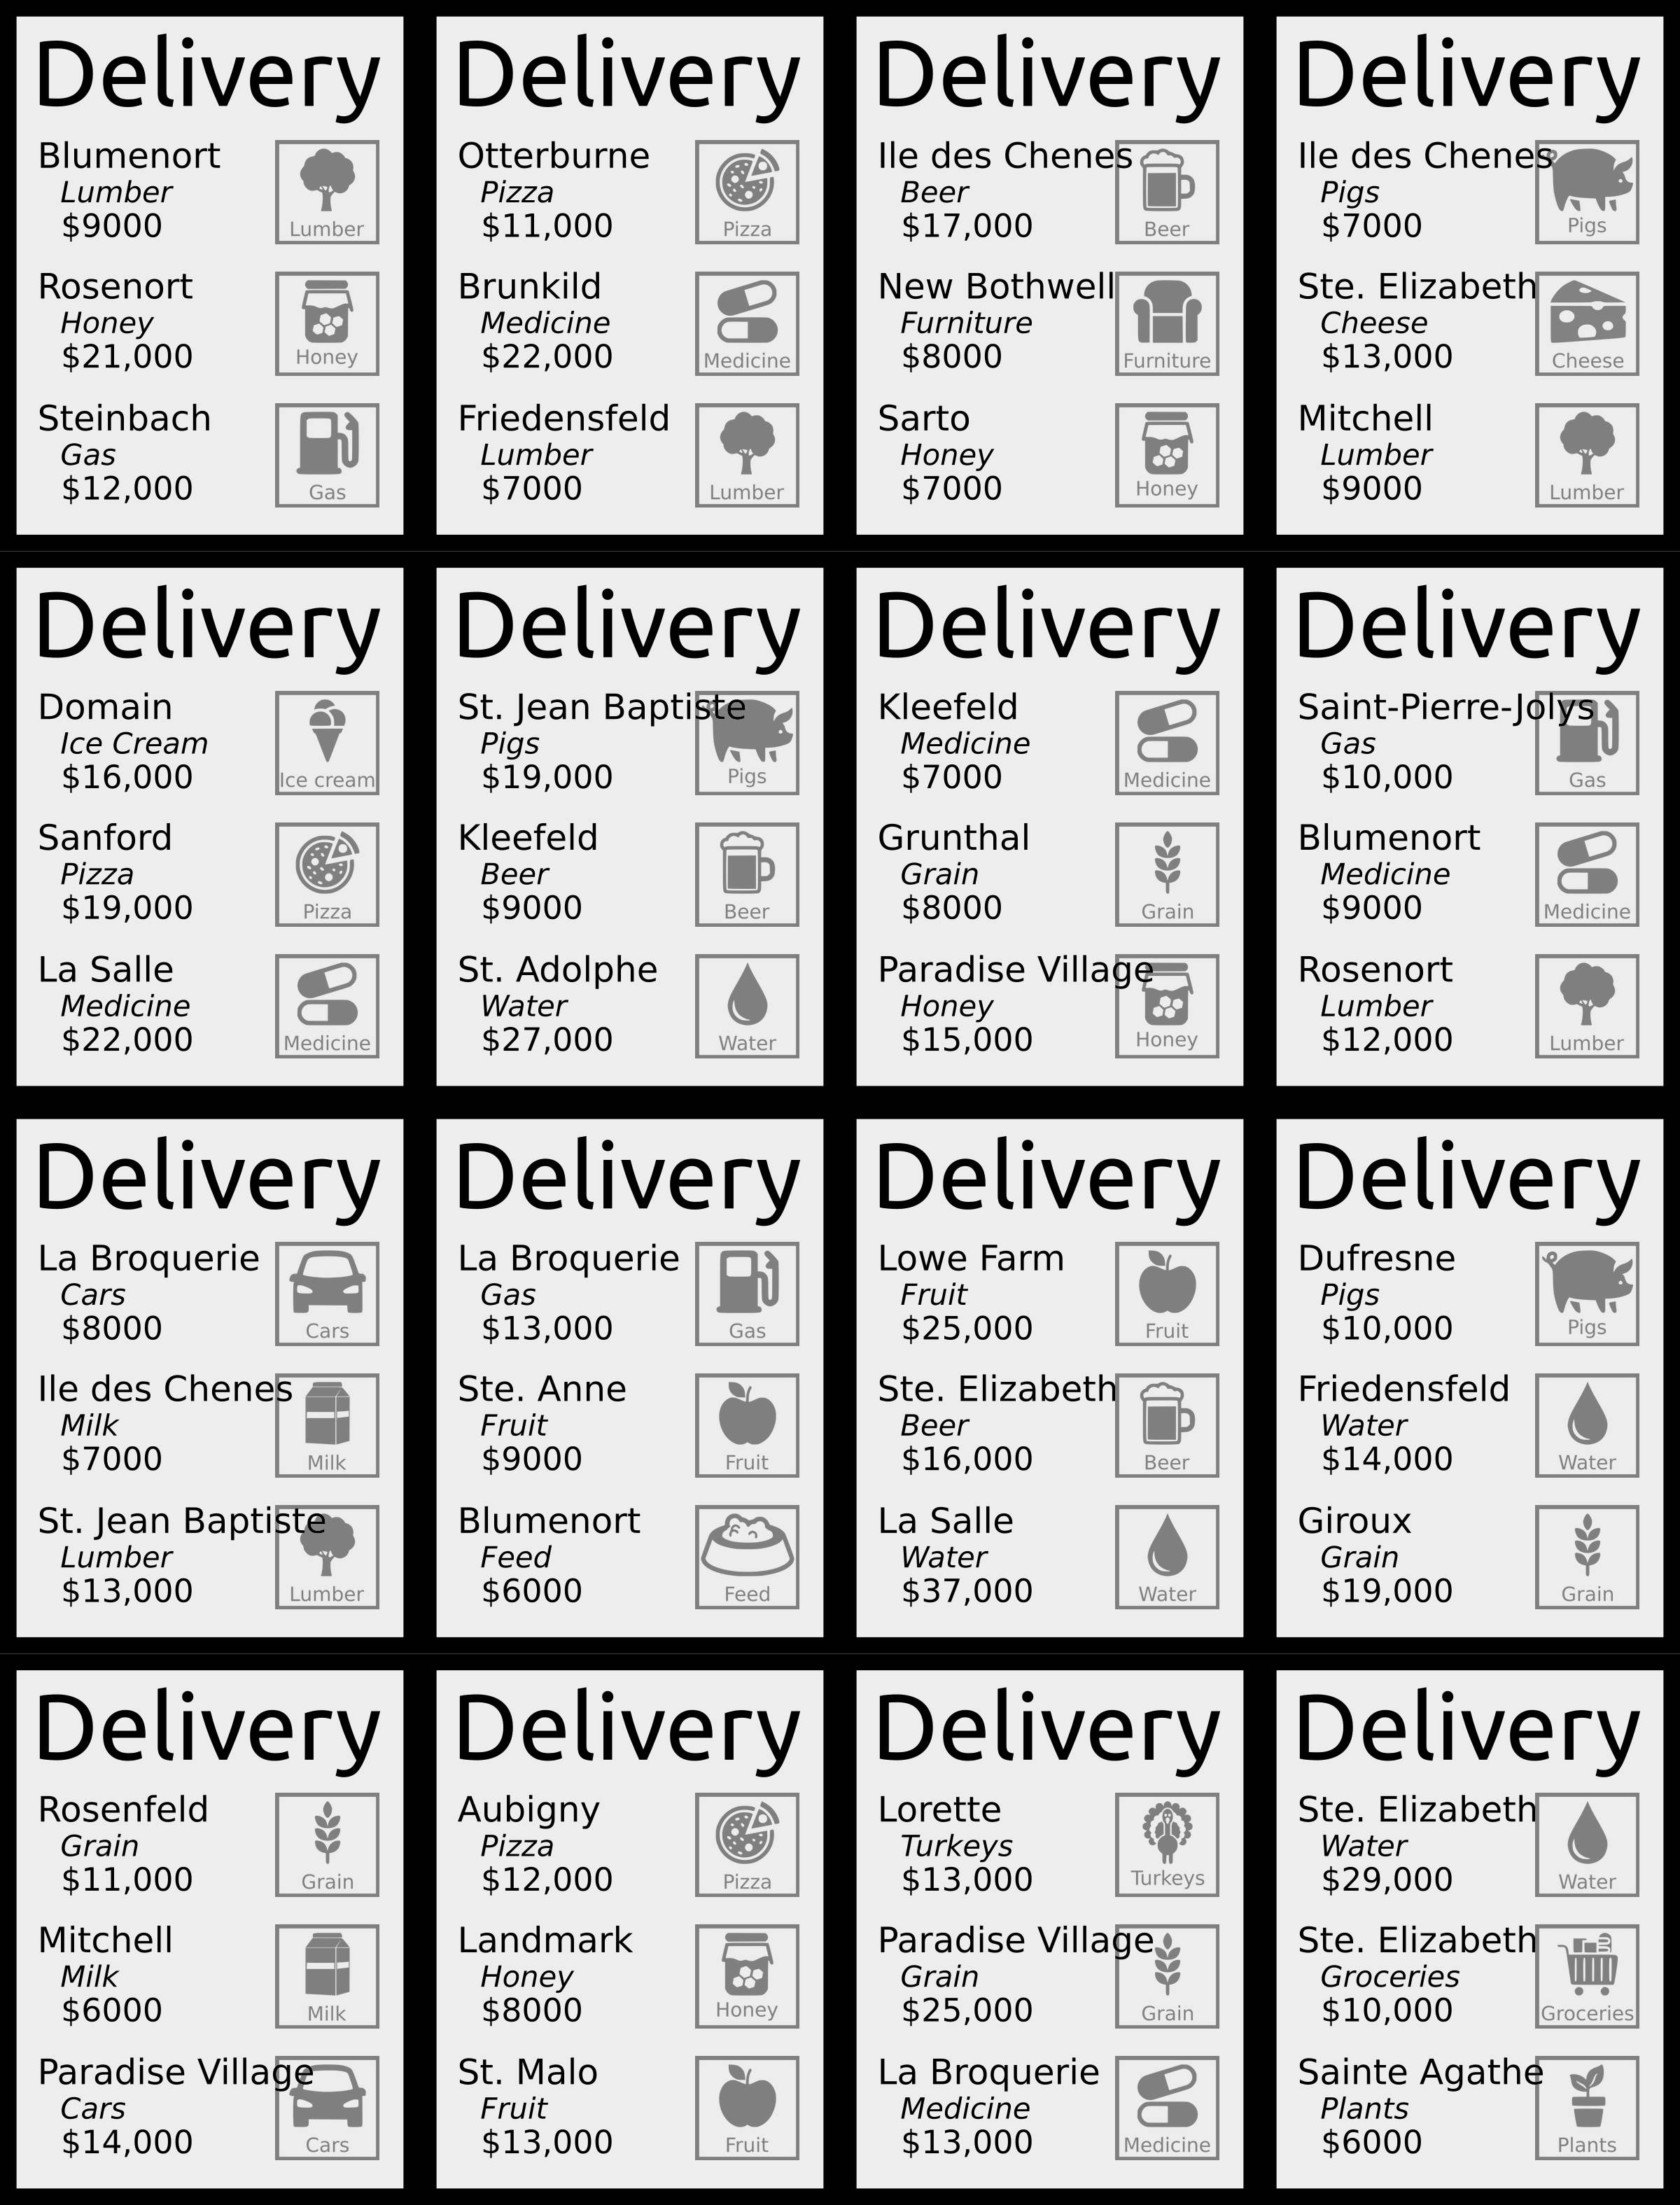 Delivery
Blumenort
Lumber
$9000
Lumber
Rosenort
Honey
$21,000
Honey
Steinbach
Gas
$12,000
Gas
Delivery
Otterburne
Pizza
$11,000
Pizza
Brunkild
Medicine
$22,000
Medicine
Friedensfeld
Lumber
$7000
Lumber
Delivery
Ile des Chenes
Beer
$17,000
Beer
New Bothwell
Furniture
$8000
Furniture
Sarto
Honey
$7000
Honey
Delivery
Ile des Chenes
Pigs
$7000
Pigs
Ste. Elizabeth
Cheese
$13,000
Cheese
Mitchell
Lumber
$9000
Lumber
Delivery
Domain
Ice Cream
$16,000
Ice cream
Sanford
Pizza
$19,000
Pizza
La Salle
Medicine
$22,000
Medicine
Delivery
St. Jean Baptiste
Pigs
$19,000
Pigs
Kleefeld
Beer
$9000
Beer
St. Adolphe
Water
$27,000
Water
Delivery
Kleefeld
Medicine
$7000
Medicine
Grunthal
Grain
$8000
Grain
Paradise Village
Honey
$15,000
Honey
Delivery
Saint-Pierre-Jolys
Gas
$10,000
Gas
Blumenort
Medicine
$9000
Medicine
Rosenort
Lumber
$12,000
Lumber
Delivery
La Broquerie
Cars
$8000
Cars
Ile des Chenes
Milk
$7000
Milk
St. Jean Baptiste
Lumber
$13,000
Lumber
Delivery
La Broquerie
Gas
$13,000
Gas
Ste. Anne
Fruit
$9000
Fruit
Blumenort
Feed
$6000
Feed
Delivery
Lowe Farm
Fruit
$25,000
Fruit
Ste. Elizabeth
Beer
$16,000
Beer
La Salle
Water
$37,000
Water
Delivery
Dufresne
Pigs
$10,000
Pigs
Friedensfeld
Water
$14,000
Water
Giroux
Grain
$19,000
Grain
Delivery
Rosenfeld
Grain
$11,000
Grain
Mitchell
Milk
$6000
Milk
Paradise Village
Cars
$14,000
Cars
Delivery
Aubigny
Pizza
$12,000
Pizza
Landmark
Honey
$8000
Honey
St. Malo
Fruit
$13,000
Fruit
Delivery
Lorette
Turkeys
$13,000
Turkeys
Paradise Village
Grain
$25,000
Grain
La Broquerie
Medicine
$13,000
Medicine
Delivery
Ste. Elizabeth
Water
$29,000
Water
Ste. Elizabeth
Groceries
$10,000
Groceries
Sainte Agathe
Plants
$6000
Plants